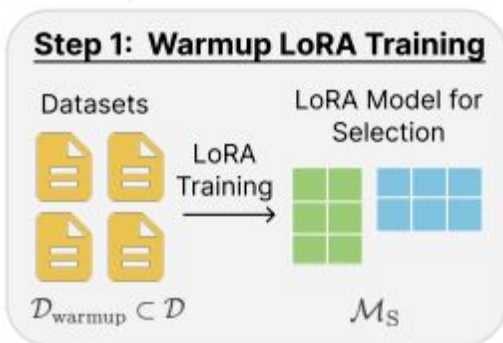 Step 1: Warmup LoRA Training
Datasets
LoRA Model for
Selection
LoRA
Training
𝒟warmup ⊂ 𝒟
ℳS